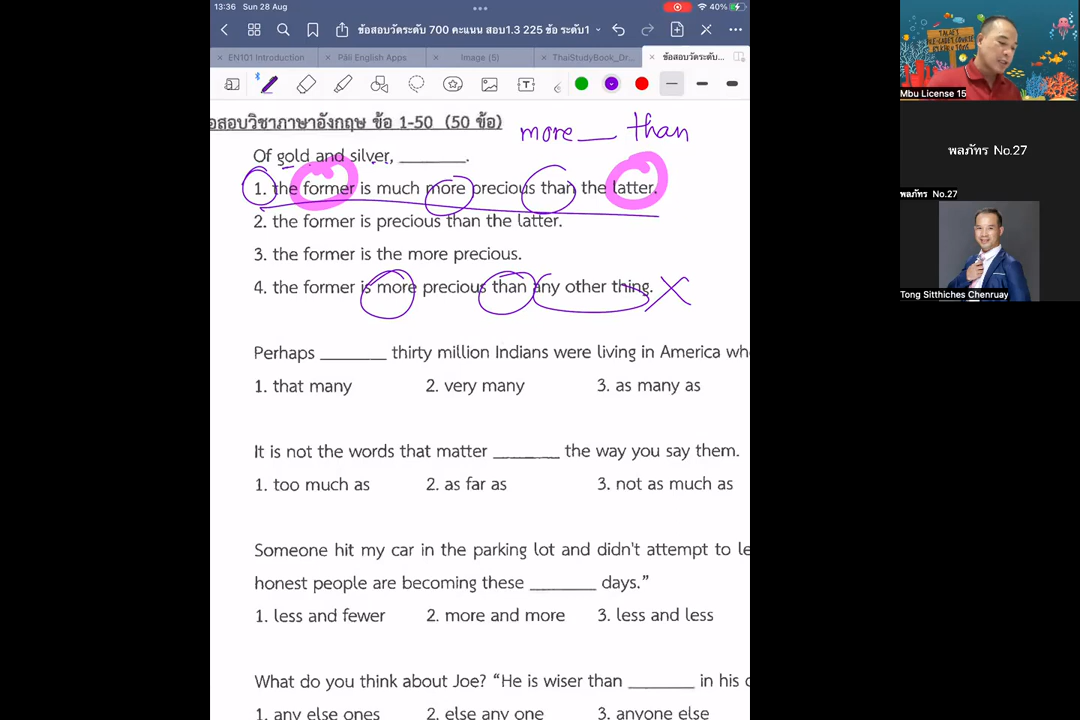 13:36 Sun 28 Aug
40%
ข้อสอบวัดระดับ 700 คะแนน สอบ1.3 225 ข้อ ระดับ1
EN101 Introduction
Pāli English Apps
Image (5)
ThaiStudyBook_Or...
ข้อสอบวัดระดับ...
อสอบวิชาภาษาอังกฤษ ข้อ 1-50 (50 ข้อ)
more __ than
Of gold and silver, _______.
1. the former is much more precious than the latter.
2. the former is precious than the latter.
3. the former is the more precious.
4. the former is more precious than any other thing. X
Perhaps _______ thirty million Indians were living in America wh
1. that many 2. very many 3. as many as
It is not the words that matter _______ the way you say them.
1. too much as 2. as far as 3. not as much as
Someone hit my car in the parking lot and didn't attempt to le
honest people are becoming these _______ days.”
1. less and fewer 2. more and more 3. less and less
What do you think about Joe? “He is wiser than _______ in his
1. any else ones 2. else any one 3. anyone else
TALAE1
PRE-CADET COURSE
Mbu License 15
พลภัทร No.27
พลภัทร No.27
Tong Sitthiches Chenruay